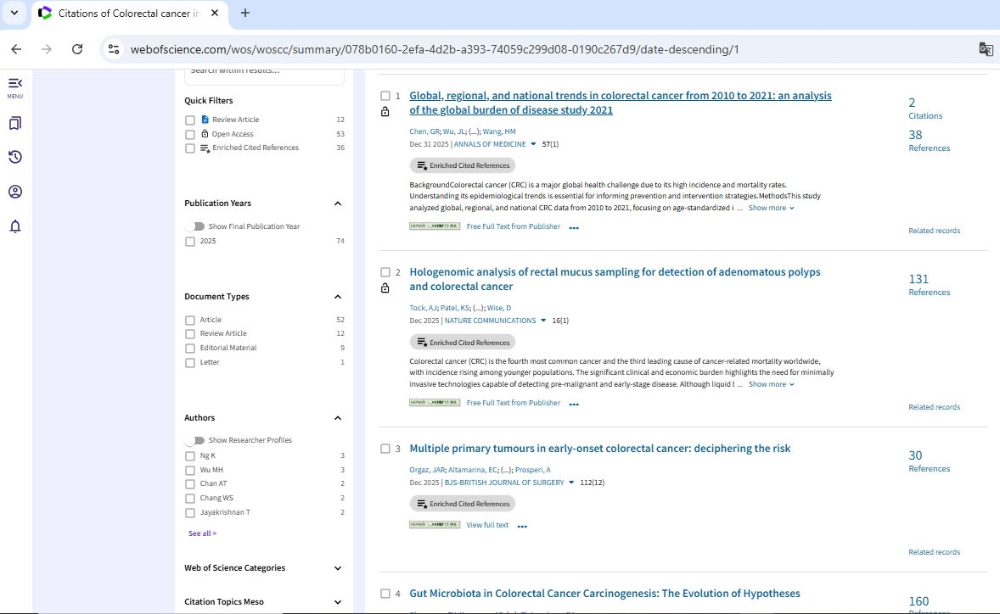 Citations of Colorectal cancer in
webofscience.com/wos/woscc/summary/078b0160-2efa-4d2b-a393-74059c299d08-0190c267d9/date-descending/1
MENU
Search within results...
Quick Filters
Review Article 12
Open Access 53
Enriched Cited References 36
Publication Years
Show Final Publication Year
2025 74
Document Types
Article 52
Review Article 12
Editorial Material 9
Letter 1
Authors
Show Researcher Profiles
Ng K 3
Wu MH 3
Chan AT 2
Chang WS 2
Jayakrishnan T 2
See all >
Web of Science Categories
Citation Topics Meso
1 Global, regional, and national trends in colorectal cancer from 2010 to 2021: an analysis
of the global burden of disease study 2021
Chen, GR; Wu, JL; (...); Wang, HM
Dec 31 2025 | ANNALS OF MEDICINE 57(1)
Enriched Cited References
BackgroundColorectal cancer (CRC) is a major global health challenge due to its high incidence and mortality rates.
Understanding its epidemiological trends is essential for informing prevention and intervention strategies.MethodsThis study
analyzed global, regional, and national CRC data from 2010 to 2021, focusing on age-standardized i ... Show more
Free Full Text from Publisher
2
Citations
38
References
Related records
2 Hologenomic analysis of rectal mucus sampling for detection of adenomatous polyps
and colorectal cancer
Tock, AJ; Patel, KS; (...); Wise, D
Dec 2025 | NATURE COMMUNICATIONS 16(1)
Enriched Cited References
Colorectal cancer (CRC) is the fourth most common cancer and the third leading cause of cancer-related mortality worldwide,
with incidence rising among younger populations. The significant clinical and economic burden highlights the need for minimally
invasive technologies capable of detecting pre-malignant and early-stage disease. Although liquid b ... Show more
Free Full Text from Publisher
131
References
Related records
3 Multiple primary tumours in early-onset colorectal cancer: deciphering the risk
Orgaz, JAR; Altamarina, EC; (...); Prosperi, A
Dec 2025 | BJS-BRITISH JOURNAL OF SURGERY 112(12)
Enriched Cited References
View full text
30
References
Related records
4 Gut Microbiota in Colorectal Cancer Carcinogenesis: The Evolution of Hypotheses
160
References